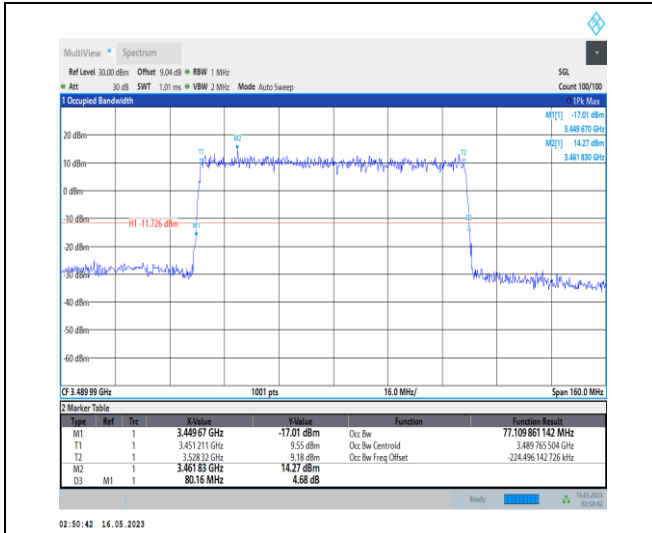 MultiView Spectrum
Ref Level 30.00 dBm Offset 9.04 dB RBW 1 MHz SGL
Att 30 dB SWT 1.01 ms VBW 2 MHz Mode Auto Sweep Count 100/100
1 Occupied Bandwidth 1Pk Max
M1[1] -17.01 dBm
3.449 670 GHz
M2[1] 14.27 dBm
3.461 830 GHz
20 dBm
M2
T1 T2
10 dBm
0 dBm
-10 dBm
H1 -11.726 dBm
M1
D3
-20 dBm
-30 dBm
-40 dBm
-50 dBm
-60 dBm
CF 3.489 99 GHz 1001 pts 16.0 MHz/ Span 160.0 MHz
2 Marker Table
Type Ref Trc X-Value Y-Value Function Function Result
M1 1 3.449 67 GHz -17.01 dBm Occ Bw 77.109 861 142 MHz
T1 1 3.451 211 GHz 9.55 dBm Occ Bw Centroid 3.489 765 504 GHz
T2 1 3.528 32 GHz 9.18 dBm Occ Bw Freq Offset -224.496 142 726 kHz
M2 1 3.461 83 GHz 14.27 dBm
D3 M1 1 80.16 MHz 4.68 dB
Ready 16.05.2023
02:50:42
02:50:42 16.05.2023